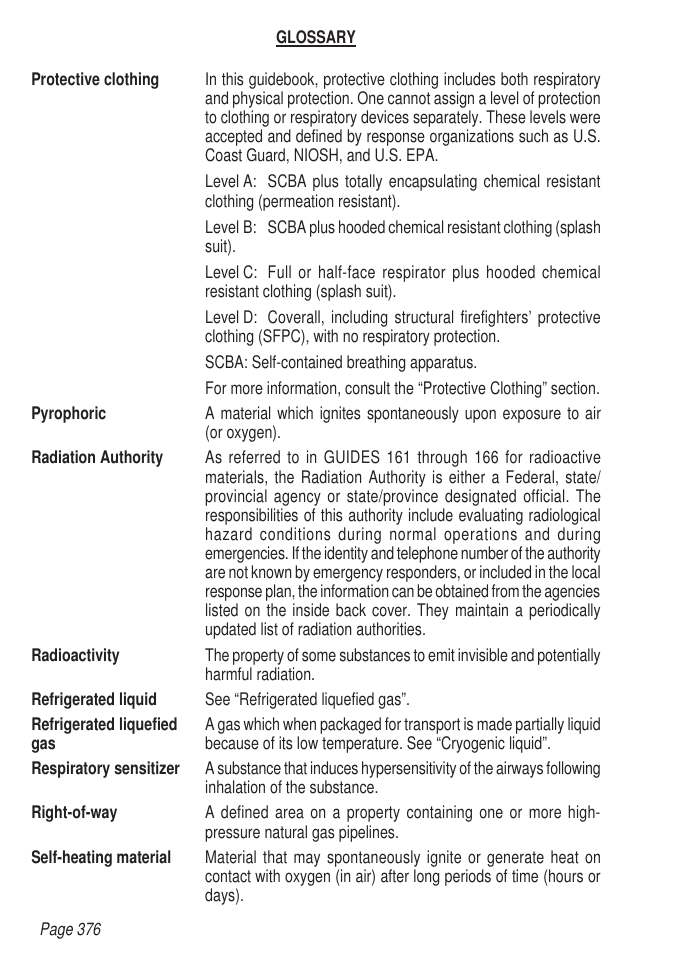 GLOSSARY
Protective clothing In this guidebook, protective clothing includes both respiratory
and physical protection. One cannot assign a level of protection
to clothing or respiratory devices separately. These levels were
accepted and defined by response organizations such as U.S.
Coast Guard, NIOSH, and U.S. EPA.
Level A: SCBA plus totally encapsulating chemical resistant
clothing (permeation resistant).
Level B: SCBA plus hooded chemical resistant clothing (splash
suit).
Level C: Full or half-face respirator plus hooded chemical
resistant clothing (splash suit).
Level D: Coverall, including structural firefighters’ protective
clothing (SFPC), with no respiratory protection.
SCBA: Self-contained breathing apparatus.
For more information, consult the “Protective Clothing” section.
Pyrophoric A material which ignites spontaneously upon exposure to air
(or oxygen).
Radiation Authority As referred to in GUIDES 161 through 166 for radioactive
materials, the Radiation Authority is either a Federal, state/
provincial agency or state/province designated official. The
responsibilities of this authority include evaluating radiological
hazard conditions during normal operations and during
emergencies. If the identity and telephone number of the authority
are not known by emergency responders, or included in the local
response plan, the information can be obtained from the agencies
listed on the inside back cover. They maintain a periodically
updated list of radiation authorities.
Radioactivity The property of some substances to emit invisible and potentially
harmful radiation.
Refrigerated liquid See “Refrigerated liquefied gas”.
Refrigerated liquefied A gas which when packaged for transport is made partially liquid
gas because of its low temperature. See “Cryogenic liquid”.
Respiratory sensitizer A substance that induces hypersensitivity of the airways following
inhalation of the substance.
Right-of-way A defined area on a property containing one or more high-
pressure natural gas pipelines.
Self-heating material Material that may spontaneously ignite or generate heat on
contact with oxygen (in air) after long periods of time (hours or
days).
Page 376